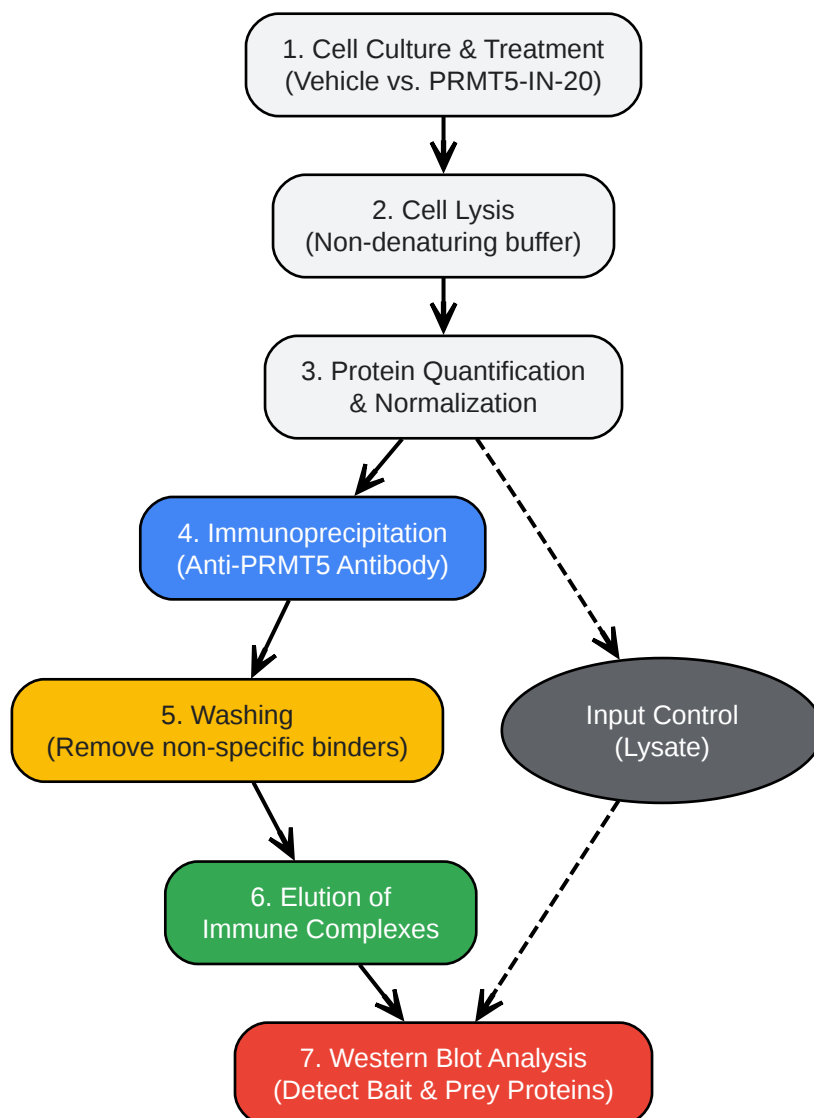 1. Cell Culture & Treatment
(Vehicle vs. PRMT5-IN-20)
2. Cell Lysis
(Non-denaturing buffer)
3. Protein Quantification
& Normalization
4. Immunoprecipitation
(Anti-PRMT5 Antibody)
5. Washing
(Remove non-specific binders)
Input Control
(Lysate)
6. Elution of
Immune Complexes
7. Western Blot Analysis
(Detect Bait & Prey Proteins)